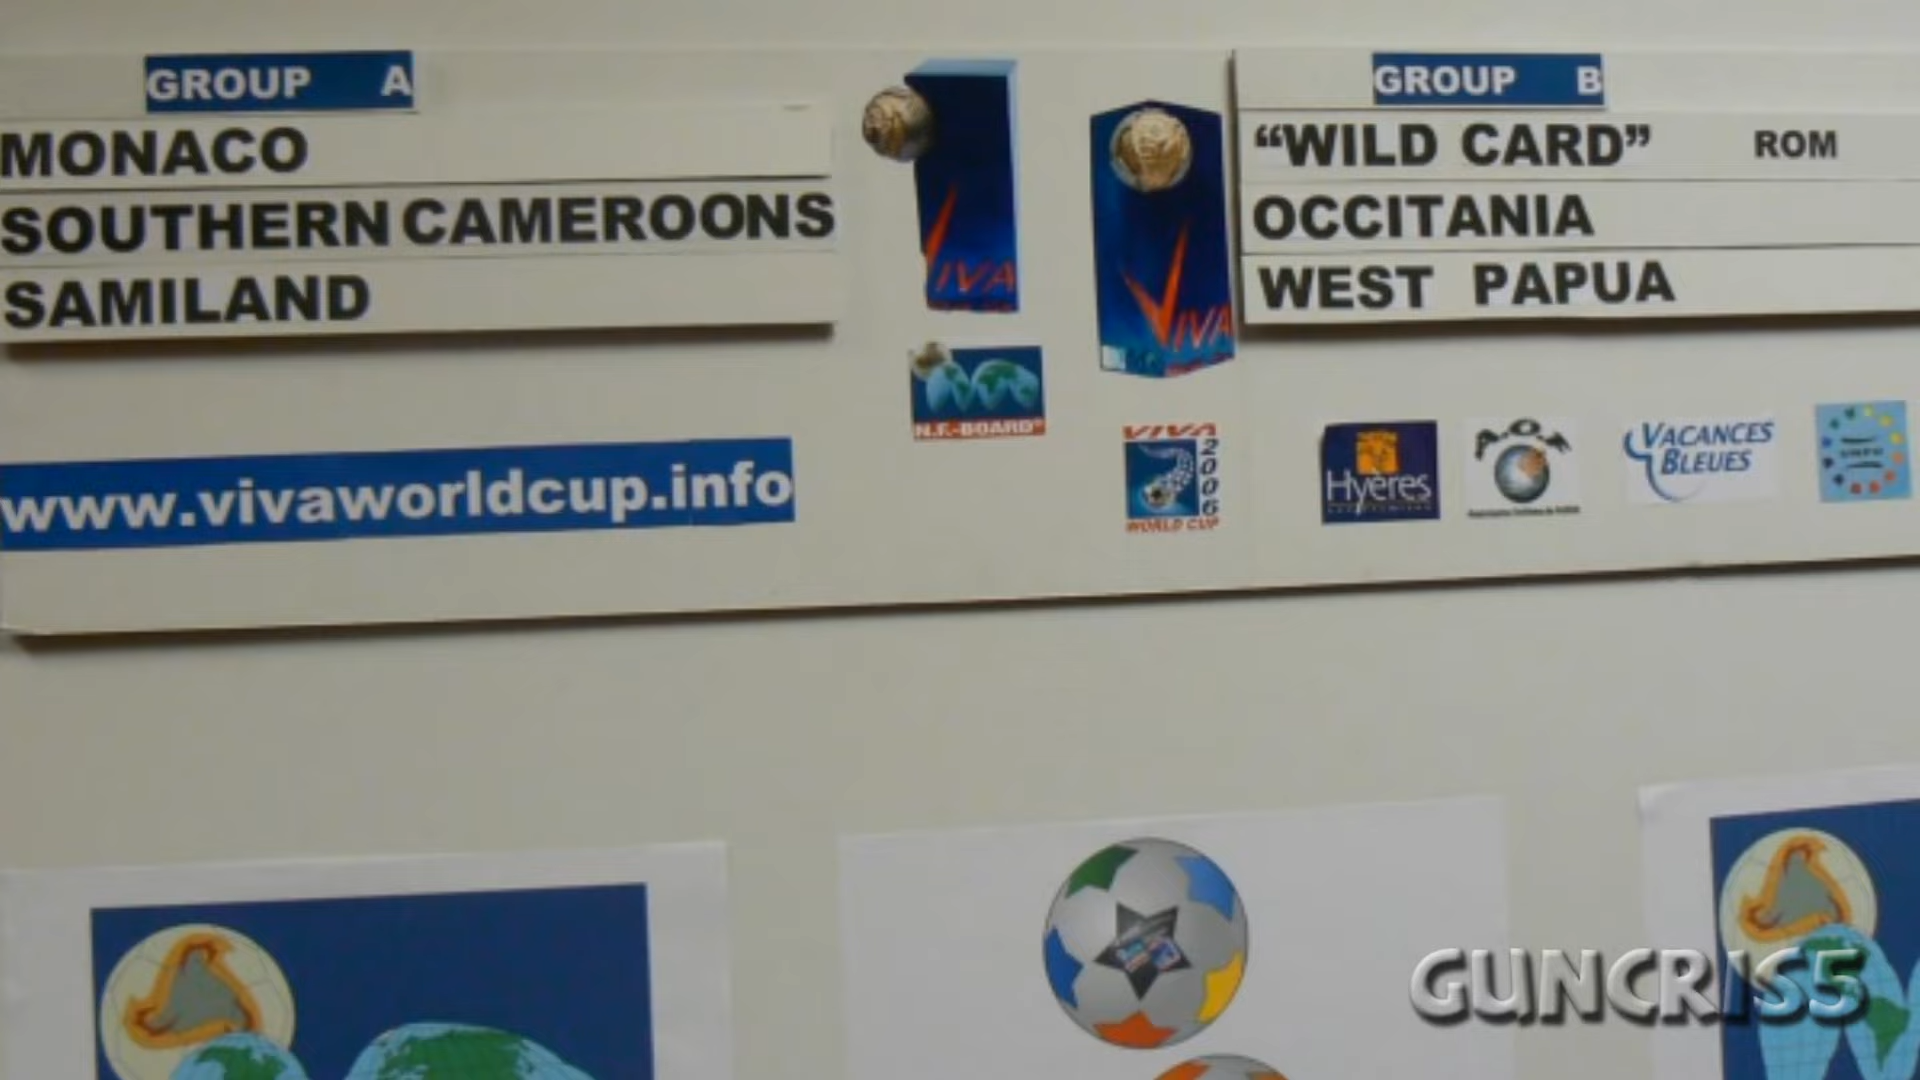 GROUP A
MONACO
SOUTHERN CAMEROONS
SAMILAND
www.vivaworldcup.info
VIVA
N.F.-BOARD
VIVA
VIVA 2006
WORLD CUP
GROUP B
“WILD CARD” ROM
OCCITANIA
WEST PAPUA
Hyères
A.O.F
VACANCES
BLEUES
GUNCRIS5